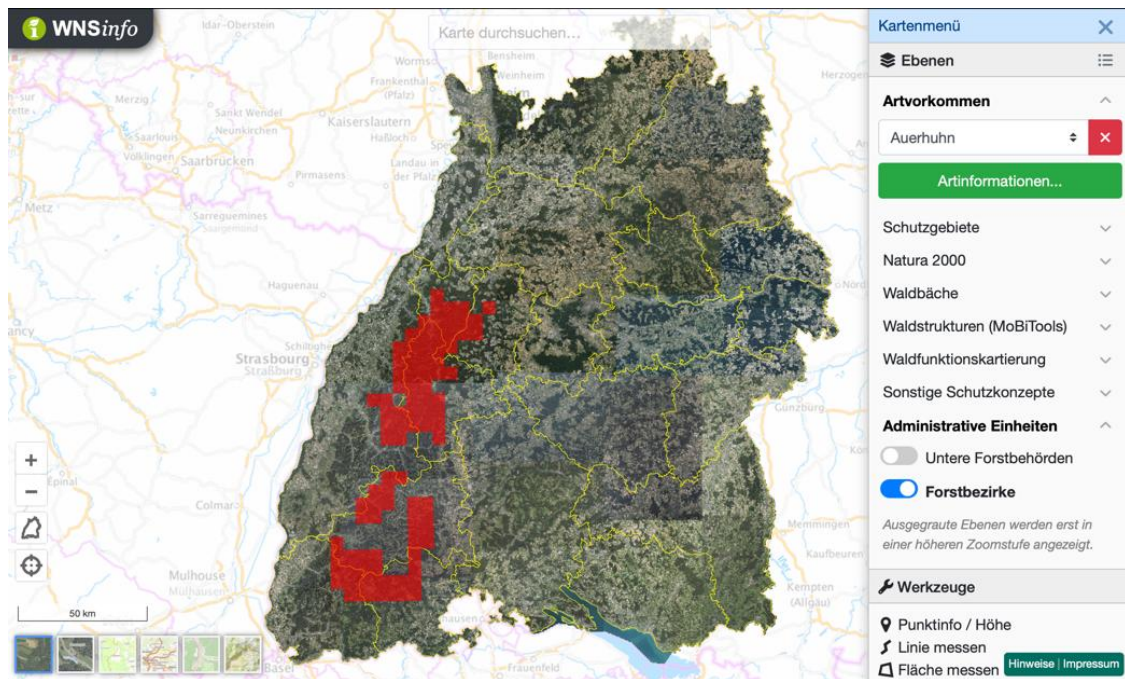 WNSinfo
Karte durchsuchen...
Idar-Oberstein
Worms
Bensheim
Weinheim
Frankenthal
(Pfalz)
Herzogen
Merzig
Sankt Wendel
Kaiserslautern
Neunkirchen
Haßloch
Saarlouis
Völklingen
Saarbrücken
Landau in
der Pfalz
Pirmasens
Metz
Sarreguemines
Saargemünd
Haguenau
Strasbourg
Straßburg
Günzburg
Épinal
Colmar
Memmingen
Kaufbeuren
Mulhouse
Mülhausen
Kempten
(Allgäu)
Basel
Frauenfeld
+
−
50 km
Kartenmenü
Ebenen
Artvorkommen
Auerhuhn
Artinformationen...
Schutzgebiete
Natura 2000
Waldbäche
Waldstrukturen (MoBiTools)
Waldfunktionskartierung
Sonstige Schutzkonzepte
Administrative Einheiten
Untere Forstbehörden
Forstbezirke
Ausgegraute Ebenen werden erst in
einer höheren Zoomstufe angezeigt.
Werkzeuge
Punktinfo / Höhe
Linie messen
Fläche messen
Hinweise | Impressum